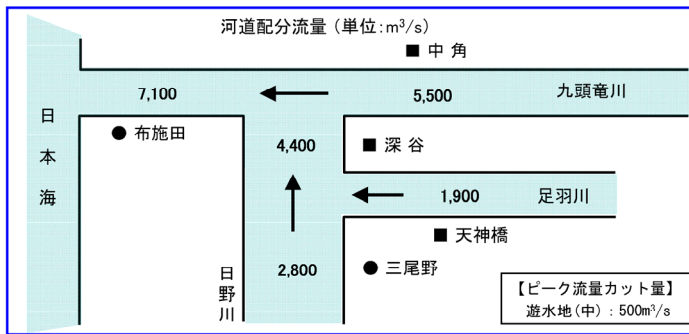 河道配分流量 (単位:m³/s)
■ 中 角
7,100
5,500
九頭竜川
日本海
● 布施田
4,400
■ 深 谷
1,900
足羽川
■ 天神橋
2,800
● 三尾野
日野川
【ピーク流量カット量】
遊水地(中) : 500m³/s